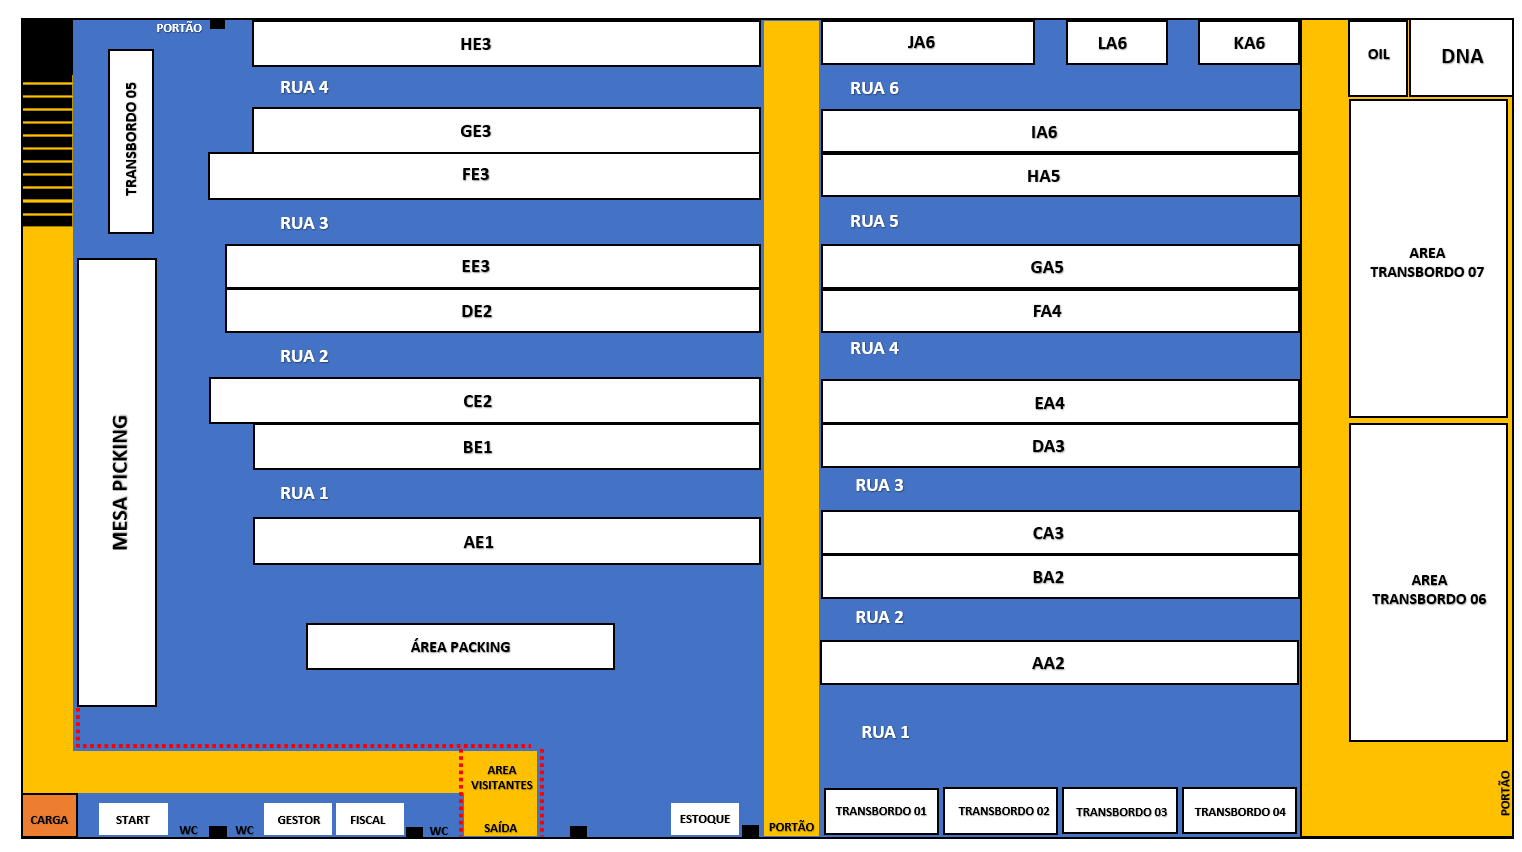 PORTÃO
HE3
JA6
LA6
KA6
OIL
DNA
RUA 4
RUA 6
TRANSBORDO 05
GE3
IA6
FE3
HA5
RUA 3
RUA 5
AREA
TRANSBORDO 07
EE3
GA5
DE2
FA4
RUA 2
RUA 4
CE2
EA4
BE1
DA3
MESA PICKING
RUA 1
RUA 3
AE1
CA3
BA2
AREA
TRANSBORDO 06
RUA 2
ÁREA PACKING
AA2
RUA 1
AREA
VISITANTES
PORTÃO
CARGA
START
WC
WC
GESTOR
FISCAL
WC
SAÍDA
ESTOQUE
PORTÃO
TRANSBORDO 01
TRANSBORDO 02
TRANSBORDO 03
TRANSBORDO 04